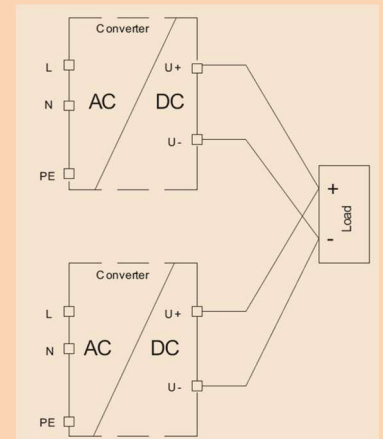 Converter
L
U+
N
AC
DC
U-
PE
+
Load
-
Converter
L
U+
N
AC
DC
U-
PE